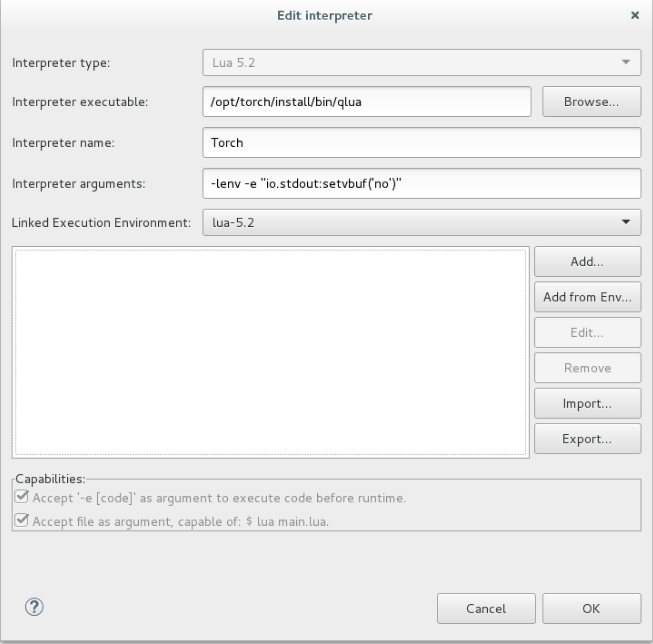 Edit interpreter ×
Interpreter type: Lua 5.2
Interpreter executable: /opt/torch/install/bin/qlua Browse...
Interpreter name: Torch
Interpreter arguments: -lenv -e "io.stdout:setvbuf('no')"
Linked Execution Environment: lua-5.2
Add...
Add from Env...
Edit...
Remove
Import...
Export...
Capabilities:
Accept '-e [code]' as argument to execute code before runtime.
Accept file as argument, capable of: $ lua main.lua.
? Cancel OK